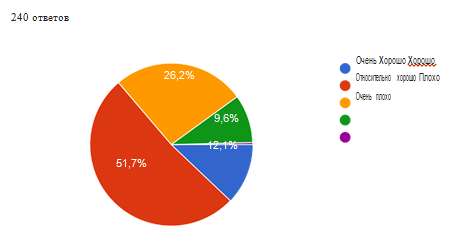 240 ответов
Очень Хорошо Хорошо
Относительно хорошо Плохо
Очень плохо
26,2%
9,6%
12,1%
51,7%